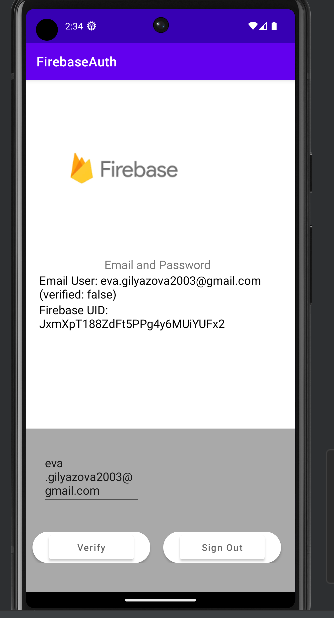 2:34
FirebaseAuth
Firebase
Email and Password
Email User: eva.gilyazova2003@gmail.com
(verified: false)
Firebase UID:
JxmXpT188ZdFt5PPg4y6MUiYUFx2
eva
.gilyazova2003@
gmail.com
Verify
Sign Out